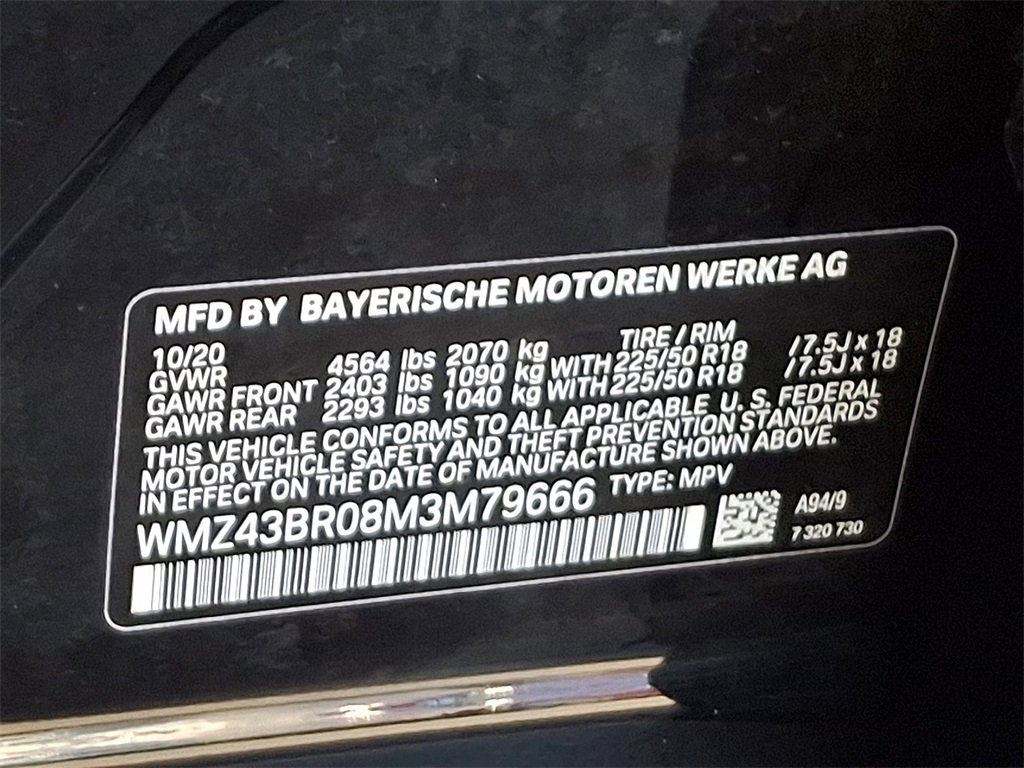 MFD BY BAYERISCHE MOTOREN WERKE AG
10/20 TIRE / RIM
GVWR 4564 lbs 2070 kg
GAWR FRONT 2403 lbs 1090 kg WITH 225/50 R18 /7.5J x 18
GAWR REAR 2293 lbs 1040 kg WITH 225/50 R18 /7.5J x 18
THIS VEHICLE CONFORMS TO ALL APPLICABLE U. S. FEDERAL
MOTOR VEHICLE SAFETY AND THEFT PREVENTION STANDARDS
IN EFFECT ON THE DATE OF MANUFACTURE SHOWN ABOVE.
WMZ43BR08M3M79666 TYPE: MPV
A94/9
7 320 730